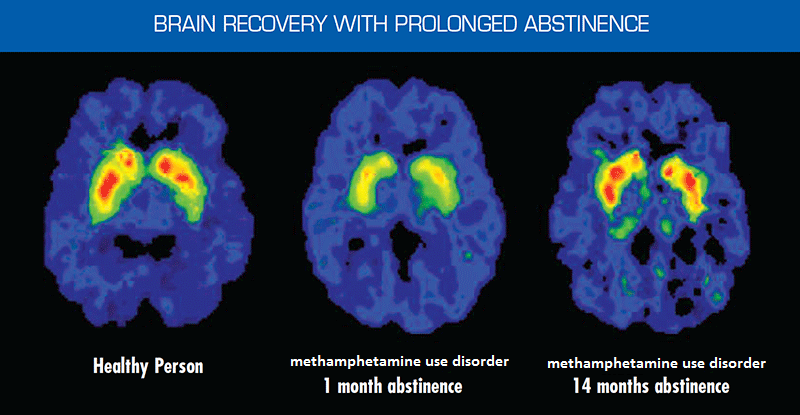 BRAIN RECOVERY WITH PROLONGED ABSTINENCE
Healthy Person
methamphetamine use disorder
1 month abstinence
methamphetamine use disorder
14 months abstinence